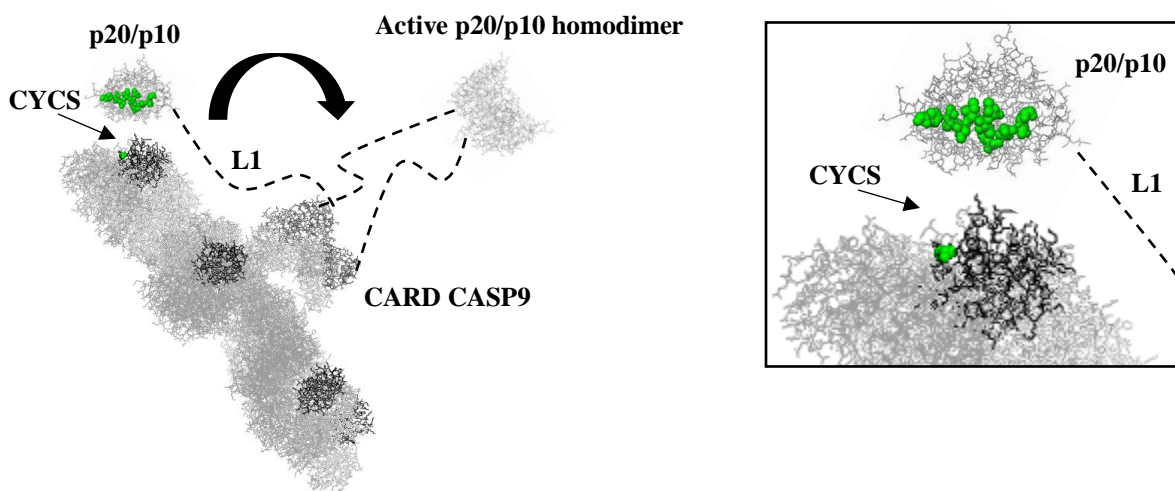 p20/p10
Active p20/p10 homodimer
CYCS
L1
CARD CASP9
p20/p10
CYCS
L1